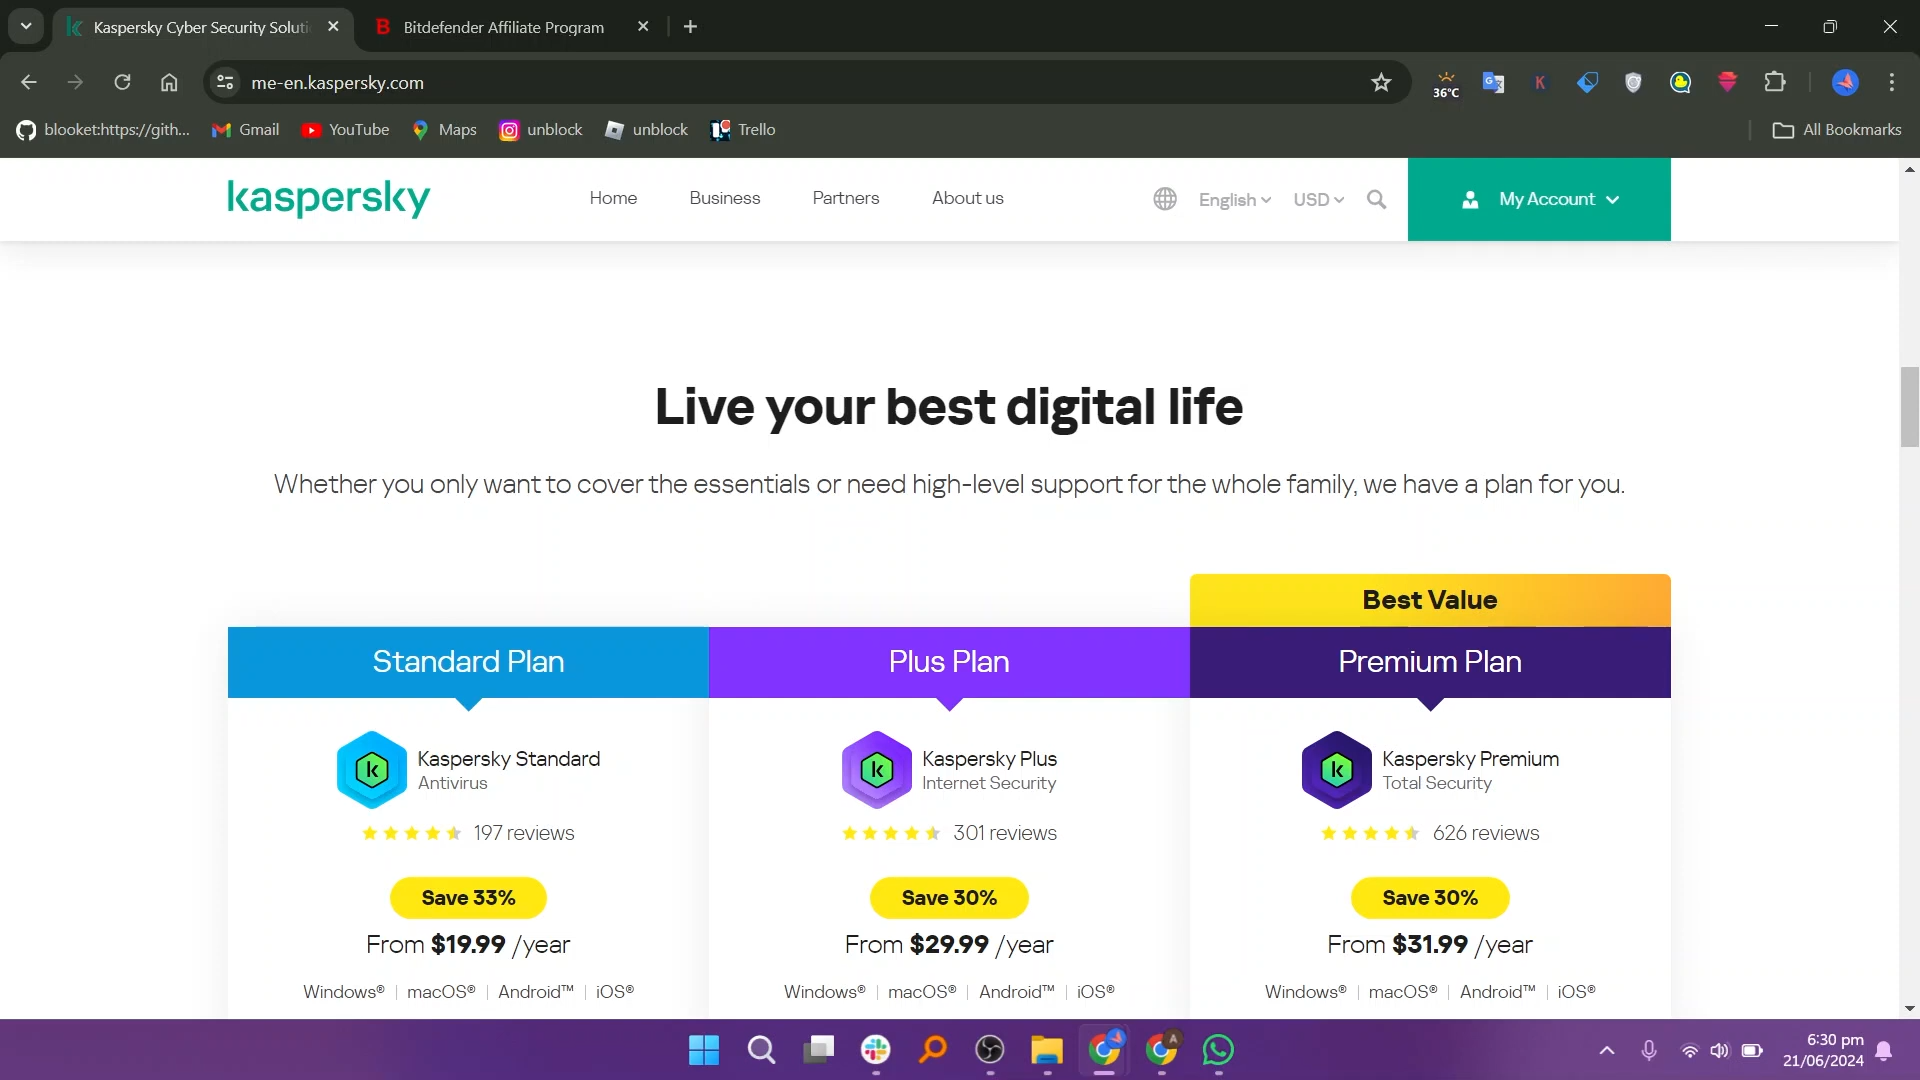 Kaspersky Cyber Security Soluti
Bitdefender Affiliate Program
me-en.kaspersky.com
36°C
blooket:https://gith...
Gmail
YouTube
Maps
unblock
unblock
Trello
All Bookmarks
kaspersky
Home
Business
Partners
About us
English
USD
My Account
Live your best digital life
Whether you only want to cover the essentials or need high-level support for the whole family, we have a plan for you.
Best Value
Standard Plan
Plus Plan
Premium Plan
Kaspersky Standard
Antivirus
197 reviews
Save 33%
From $19.99 /year
Windows® | macOS® | Android™ | iOS®
Kaspersky Plus
Internet Security
301 reviews
Save 30%
From $29.99 /year
Windows® | macOS® | Android™ | iOS®
Kaspersky Premium
Total Security
626 reviews
Save 30%
From $31.99 /year
Windows® | macOS® | Android™ | iOS®
6:30 pm
21/06/2024